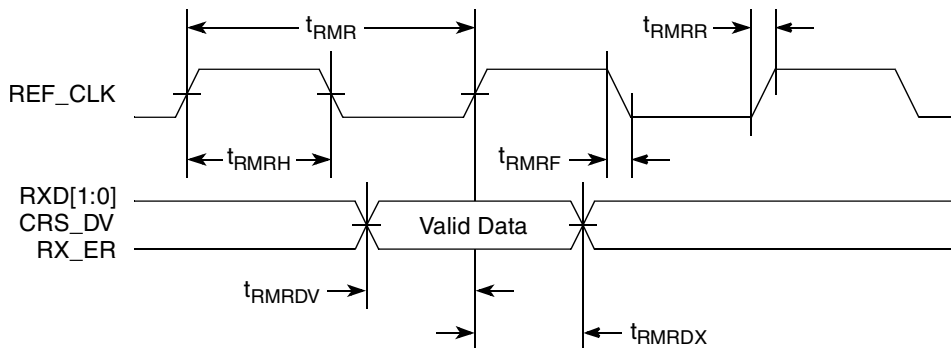 tRMR
tRMRR
REF_CLK
tRMRH
tRMRF
RXD[1:0]
CRS_DV
RX_ER
Valid Data
tRMRDV
tRMRDX